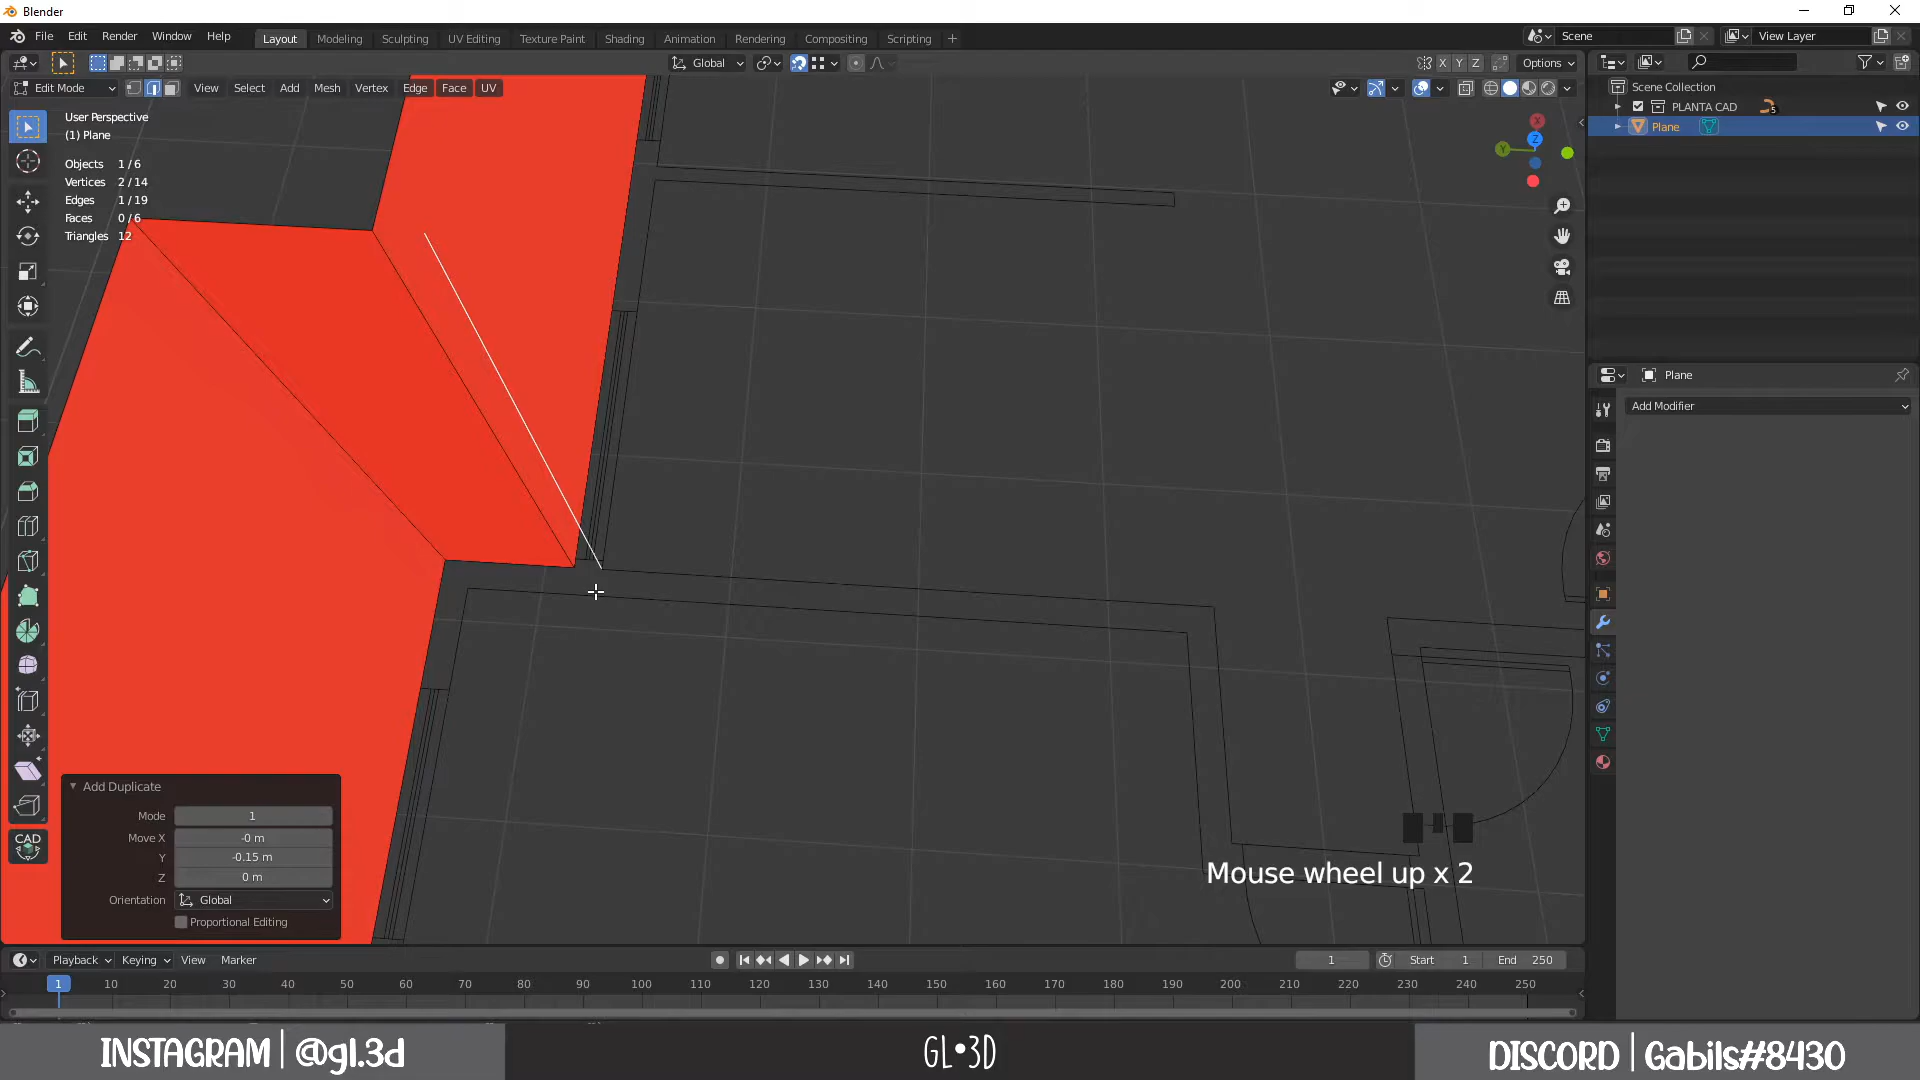 Blender
File Edit Render Window Help
Layout Modeling Sculpting UV Editing Texture Paint Shading Animation Rendering Compositing Scripting
Scene
View Layer
Global
X Y Z
Options
Edit Mode
View Select Add Mesh Vertex Edge Face UV
User Perspective
(1) Plane
Objects 1 / 6
Vertices 2 / 14
Edges 1 / 19
Faces 0 / 6
Triangles 12
X
Z
Y
Scene Collection
PLANTA CAD
5
Plane
Plane
Add Modifier
CAD
Add Duplicate
Mode 1
Move X -0 m
Y -0.15 m
Z 0 m
Orientation Global
Proportional Editing
Mouse wheel up x 2
Playback Keying View Marker
1 Start 1 End 250
1 10 20 30 40 50 60 70 80 90 100 110 120 130 140 150 160 170 180 190 200 210 220 230 240 250
INSTAGRAM | @gl.3d
GL•3D
DISCORD | Gabils#8430